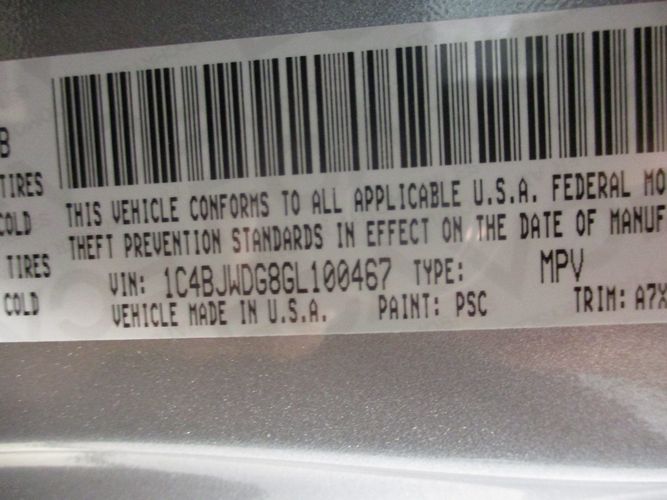 B
TIRES
COLD
TIRES
COLD
THIS VEHICLE CONFORMS TO ALL APPLICABLE U.S.A. FEDERAL MO
THEFT PREVENTION STANDARDS IN EFFECT ON THE DATE OF MANUF
VIN: 1C4BJWDG8GL100467 TYPE: MPV
VEHICLE MADE IN U.S.A. PAINT: PSC TRIM: A7X